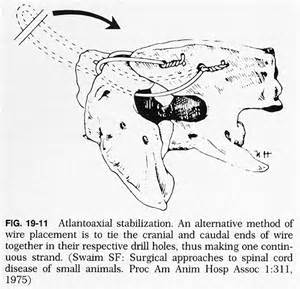 FIG. 19-11 Atlantoaxial stabilization. An alternative method of
wire placement is to tie the cranial and caudal ends of wire
together in their respective drill holes, thus making one contin-
uous strand. (Swaim SF: Surgical approaches to spinal cord
disease of small animals. Proc Am Anim Hosp Assoc 1:311,
1975)